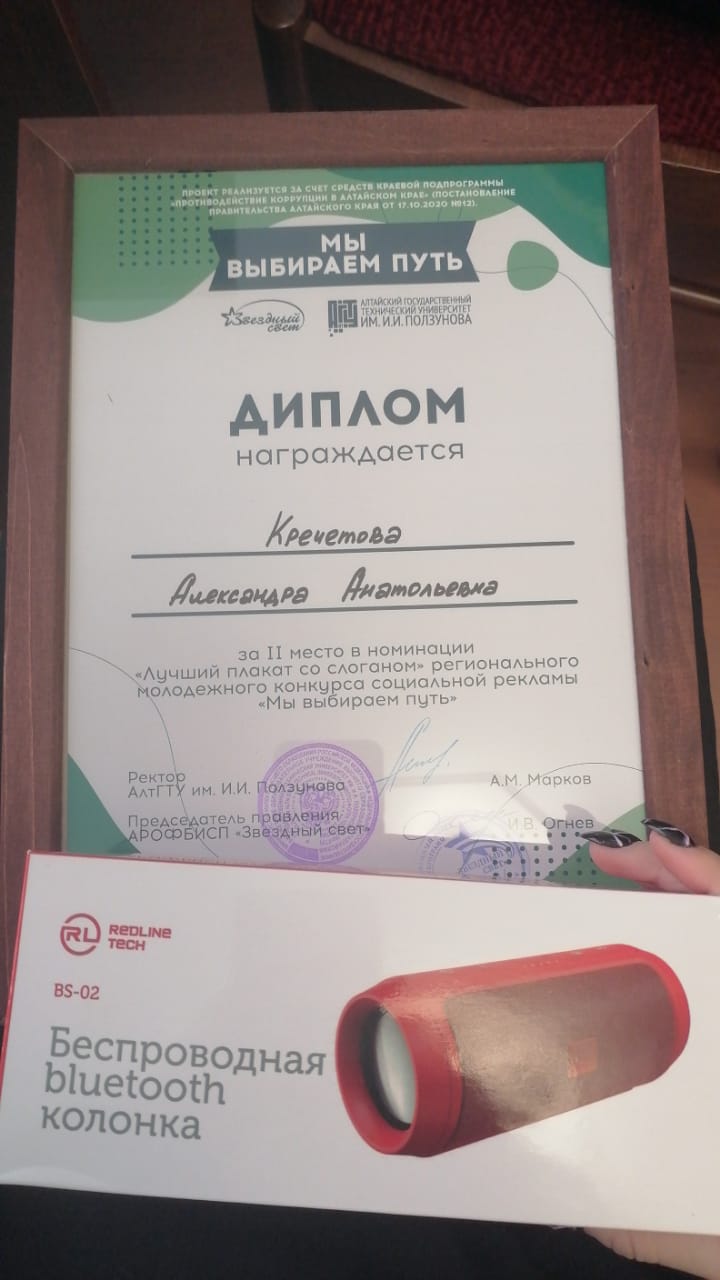 ПРОЕКТ РЕАЛИЗУЕТСЯ ЗА СЧЕТ СРЕДСТВ КРАЕВОЙ ПОДПРОГРАММЫ
«ПРОТИВОДЕЙСТВИЕ КОРРУПЦИИ В АЛТАЙСКОМ КРАЕ» (ПОСТАНОВЛЕНИЕ
ПРАВИТЕЛЬСТВА АЛТАЙСКОГО КРАЯ ОТ 17.10.2020 №12).
МЫ
ВЫБИРАЕМ ПУТЬ
Звездный
свет
АлтГТУ
АЛТАЙСКИЙ ГОСУДАРСТВЕННЫЙ
ТЕХНИЧЕСКИЙ УНИВЕРСИТЕТ
ИМ. И.И. ПОЛЗУНОВА
ДИПЛОМ
награждается
Кречетова
Александра Анатольевна
за II место в номинации
«Лучший плакат со слоганом» регионального
молодежного конкурса социальной рекламы
«Мы выбираем путь»
Ректор
АлтГТУ им. И.И. Ползунова
А.М. Марков
Председатель правления
АРОФБИСП «Звездный свет»
И.В. Огнев
RL REDLINE
TECH
BS-02
Беспроводная
bluetooth
колонка